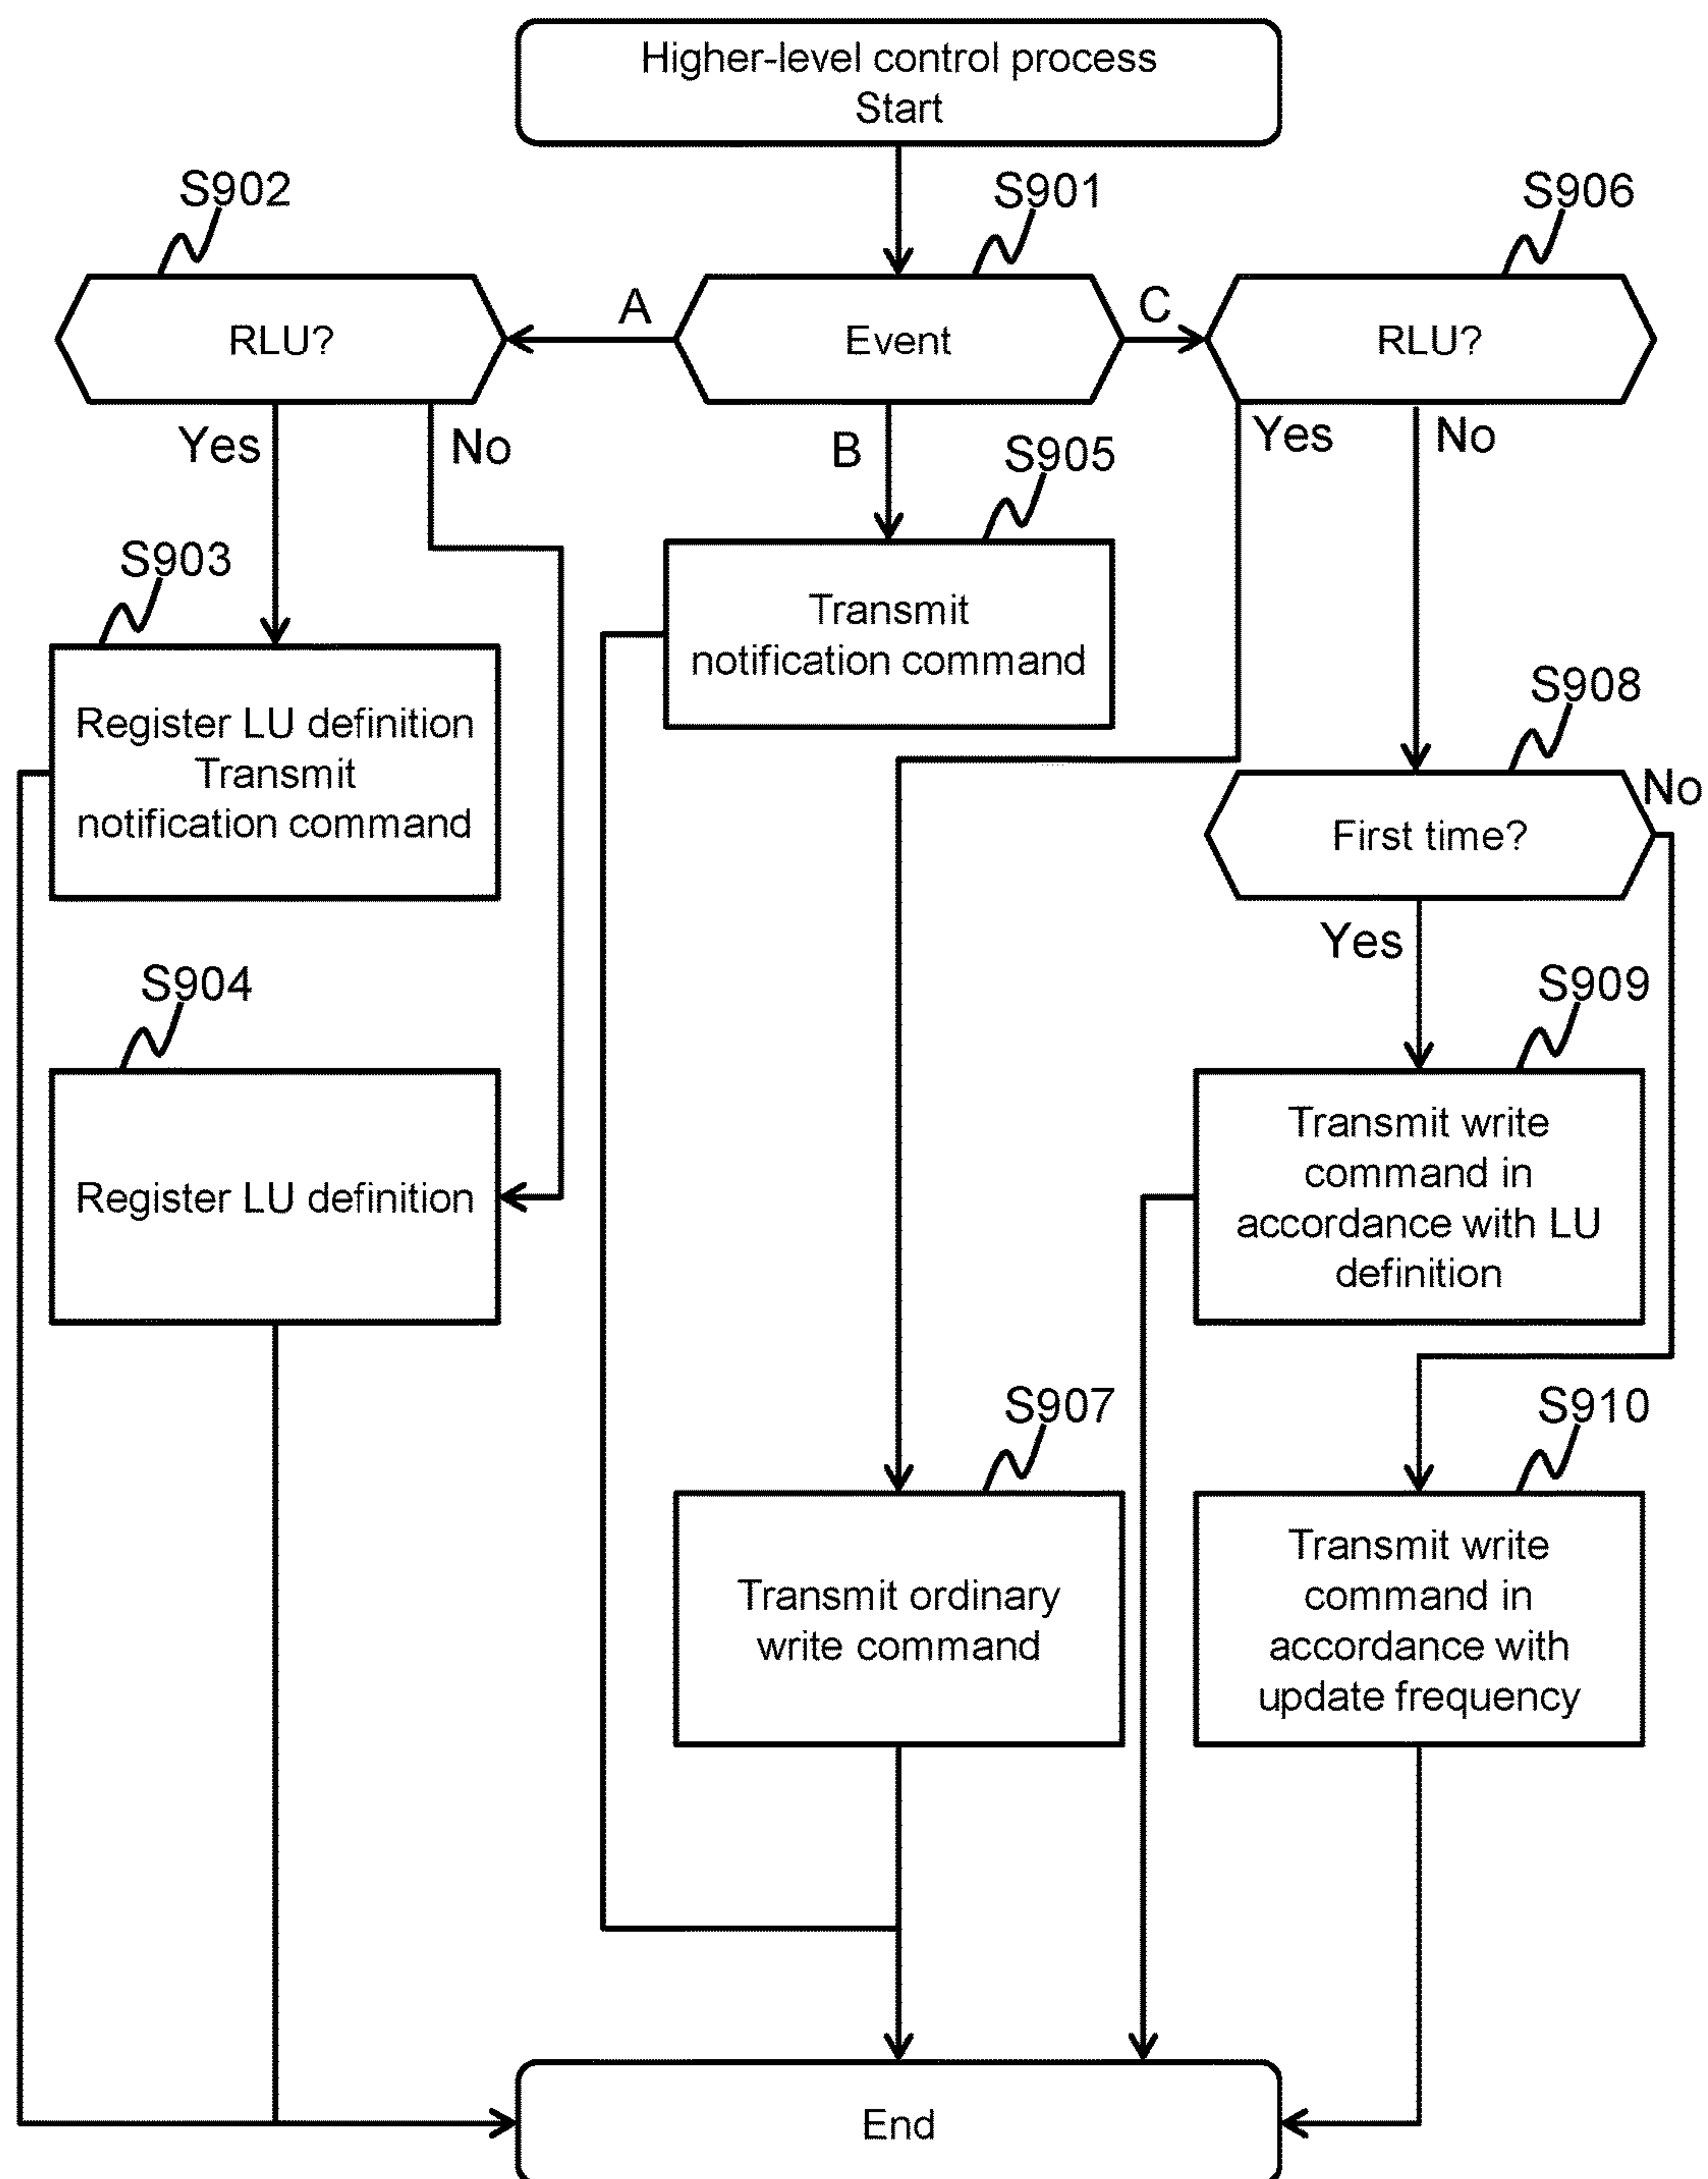 Higher-level control process
Start
S902
S901
S906
RLU?
A
Event
C
RLU?
Yes
No
B
S905
Yes
No
S903
Transmit
notification command
Register LU definition
Transmit
notification command
S908
First time?
No
Yes
S904
S909
Register LU definition
Transmit write
command in
accordance with LU
definition
S907
S910
Transmit ordinary
write command
Transmit write
command in
accordance with
update frequency
End